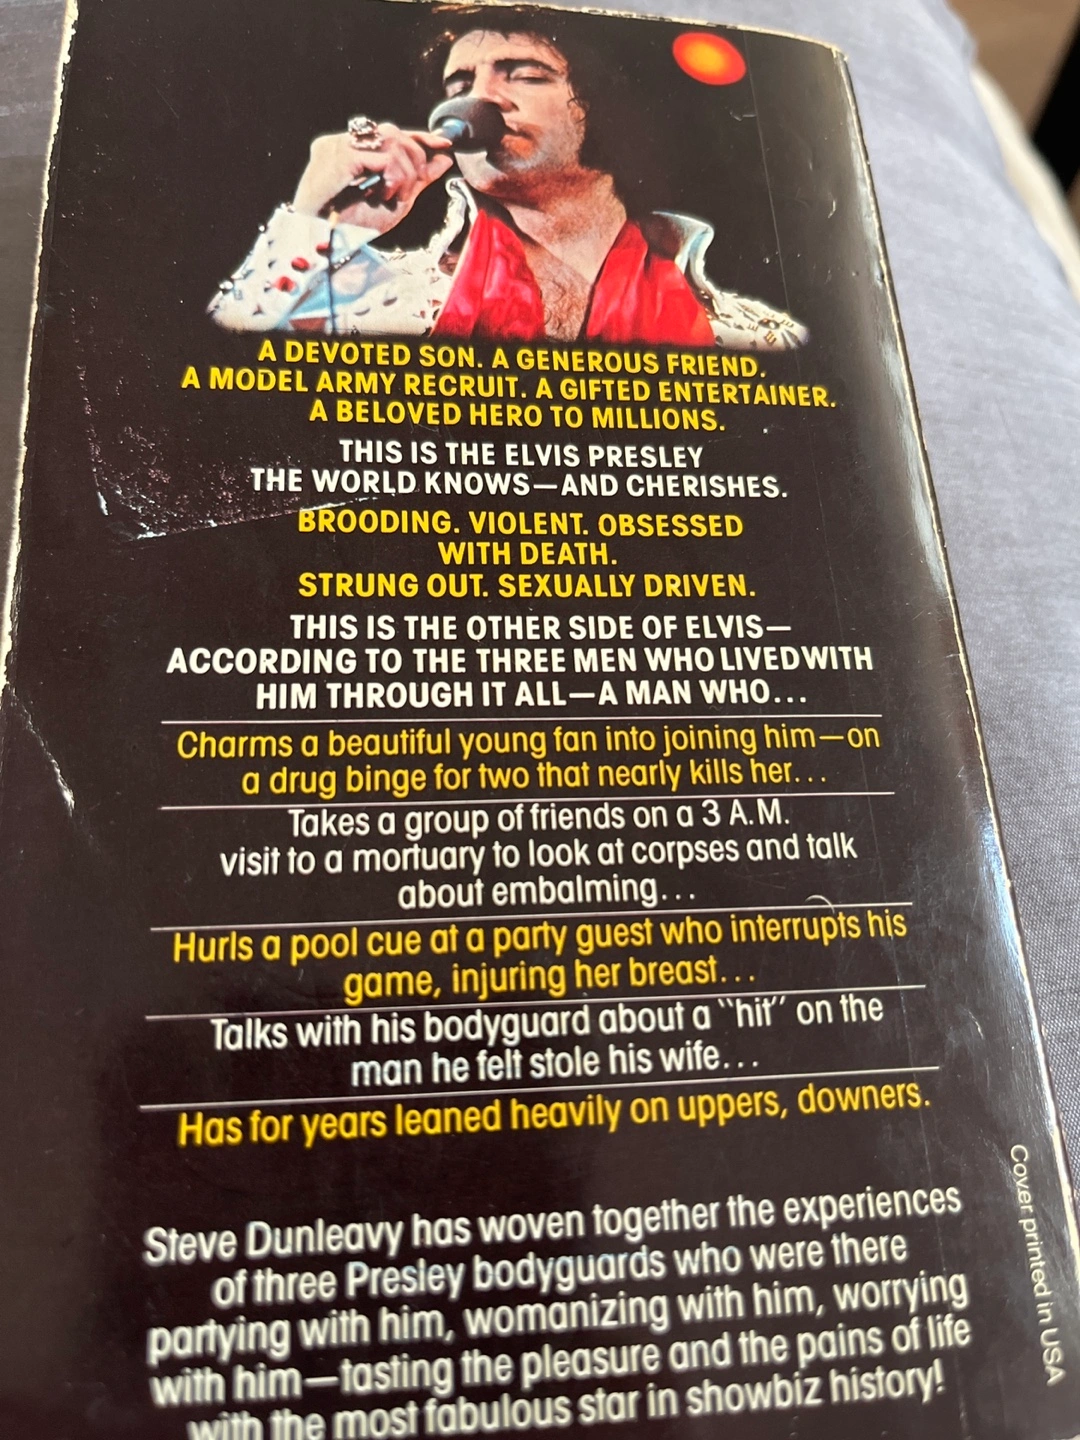 A DEVOTED SON. A GENEROUS FRIEND.
A MODEL ARMY RECRUIT. A GIFTED ENTERTAINER.
A BELOVED HERO TO MILLIONS.
THIS IS THE ELVIS PRESLEY
THE WORLD KNOWS—AND CHERISHES.
BROODING. VIOLENT. OBSESSED
WITH DEATH.
STRUNG OUT. SEXUALLY DRIVEN.
THIS IS THE OTHER SIDE OF ELVIS—
ACCORDING TO THE THREE MEN WHO LIVED WITH
HIM THROUGH IT ALL—A MAN WHO...
Charms a beautiful young fan into joining him—on
a drug binge for two that nearly kills her...
Takes a group of friends on a 3 A.M.
visit to a mortuary to look at corpses and talk
about embalming...
Hurls a pool cue at a party guest who interrupts his
game, injuring her breast...
Talks with his bodyguard about a "hit" on the
man he felt stole his wife...
Has for years leaned heavily on uppers, downers.
Steve Dunleavy has woven together the experiences
of three Presley bodyguards who were there
partying with him, womanizing with him, worrying
with him—tasting the pleasure and the pains of life
with the most fabulous star in showbiz history!
Cover printed in USA